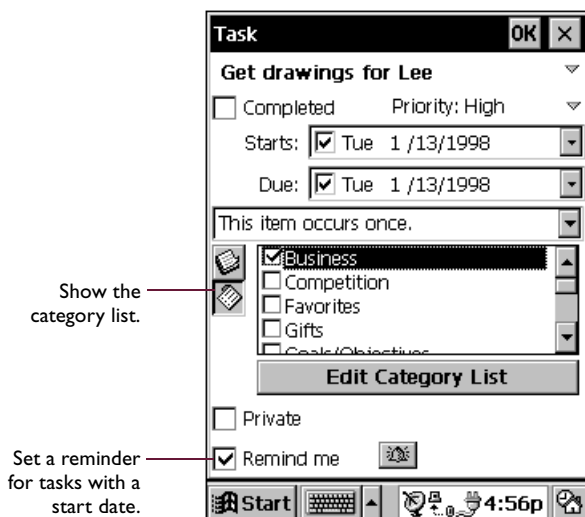 Task OK
Get drawings for Lee
Completed Priority: High
Starts: Tue 1 /13/1998
Due: Tue 1 /13/1998
This item occurs once.
Business
Competition
Favorites
Gifts
Goals/Objectives
Edit Category List
Private
Remind me
Start 4:56p
Show the
category list.
Set a reminder
for tasks with a
start date.